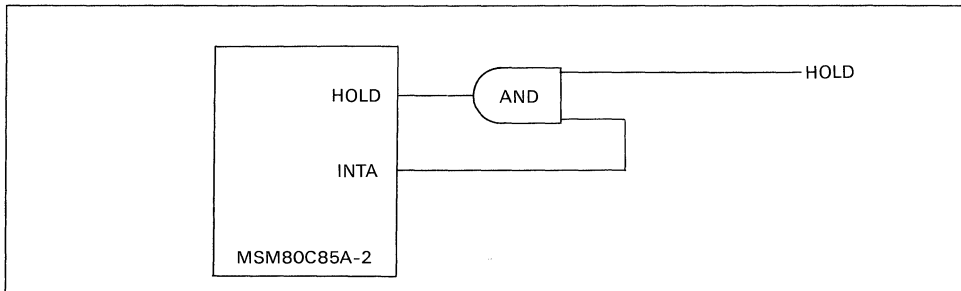 HOLD
AND
HOLD
INTA
MSM80C85A-2